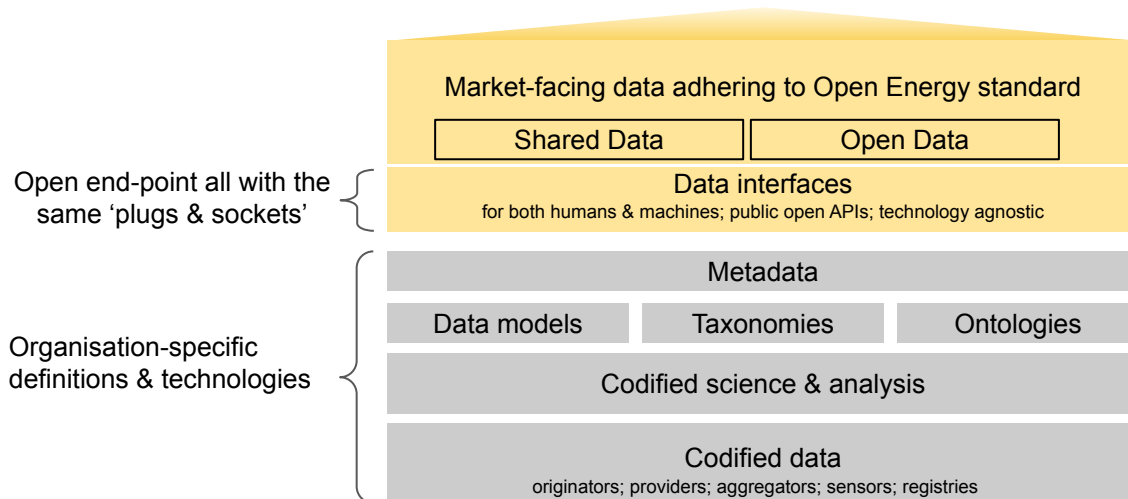 Market-facing data adhering to Open Energy standard
Shared Data
Open Data
Open end-point all with the
same ‘plugs & sockets’
Data interfaces
for both humans & machines; public open APIs; technology agnostic
Metadata
Data models
Taxonomies
Ontologies
Organisation-specific
definitions & technologies
Codified science & analysis
Codified data
originators; providers; aggregators; sensors; registries